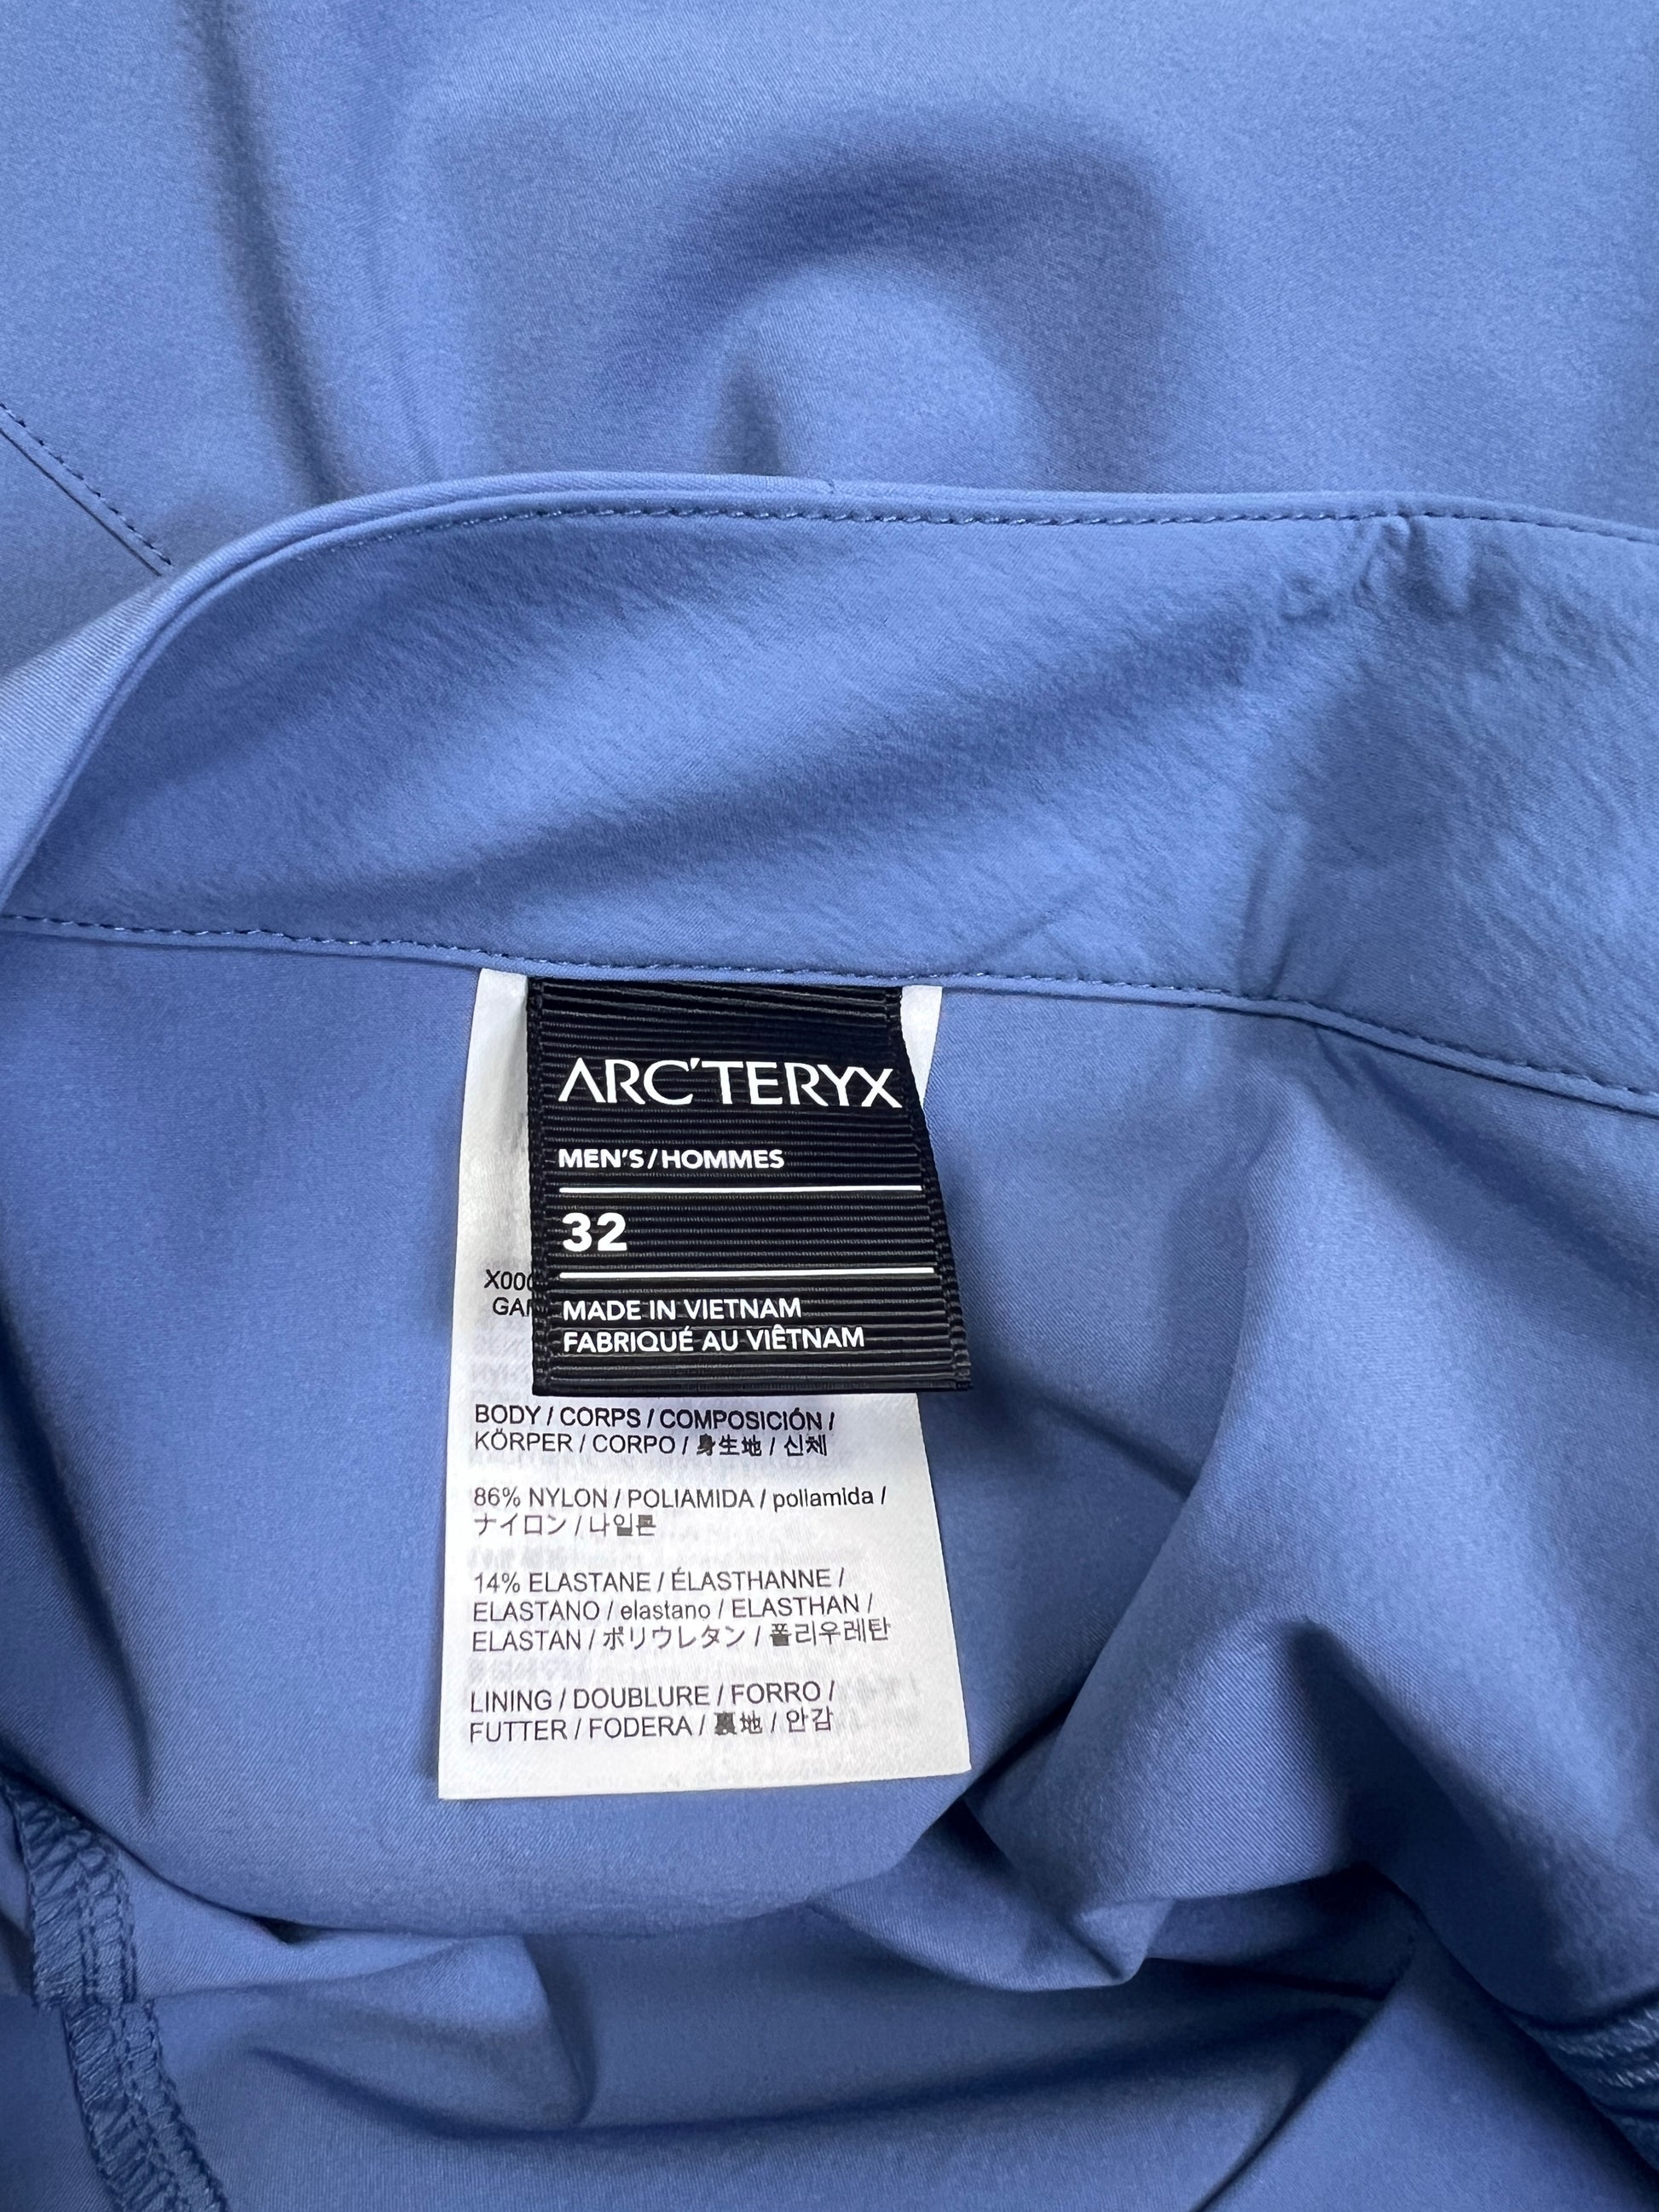 ARC'TERYX
MEN'S/HOMMES
32
MADE IN VIETNAM
FABRIQUÉ AU VIÊTNAM
BODY / CORPS / COMPOSICIÓN /
KÖRPER / CORPO / 身生地 / 신체
86% NYLON / POLIAMIDA / poliamida /
ナイロン / 나일론
14% ELASTANE / ÉLASTHANNE /
ELASTANO / elastano / ELASTHAN /
ELASTAN / ポリウレタン / 폴리우레탄
LINING / DOUBLURE / FORRO /
FUTTER / FODERA / 裏地 / 안감